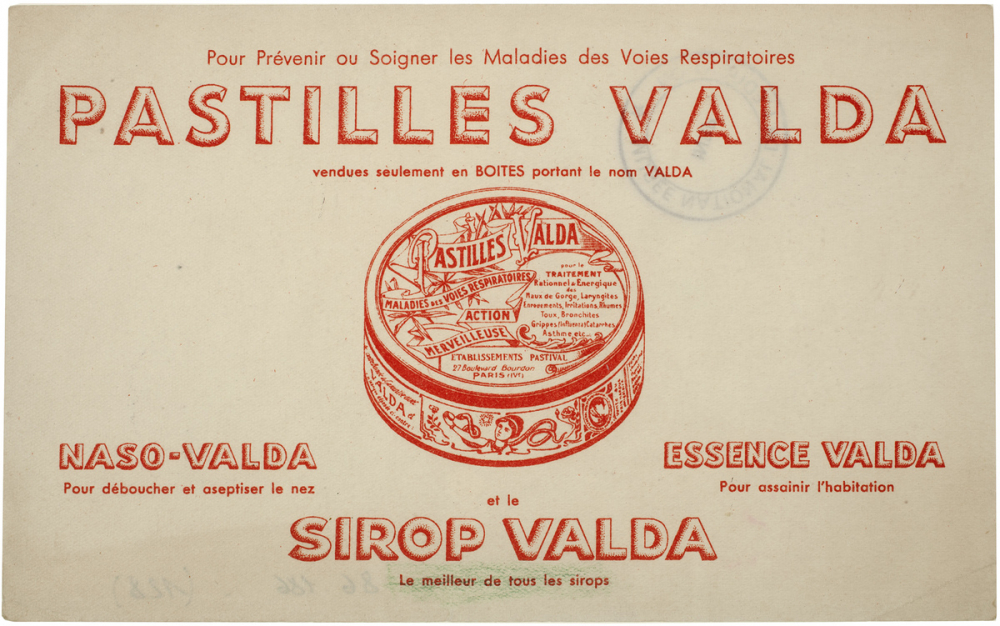 Pour Prévenir ou Soigner les Maladies des Voies Respiratoires
PASTILLES VALDA
vendues seulement en BOITES portant le nom VALDA
PASTILLES VALDA
MALADIES DES VOIES RESPIRATOIRES
ACTION
MERVEILLEUSE
pour le
TRAITEMENT
Rationnel & Energique
des
Maux de Gorge, Laryngites
Enrouements, Irritations, Rhumes
Toux, Bronchites
Grippes, Influenza, Catarrhes
Asthme, etc...
ETABLISSEMENTS PASTIVAL
27 Boulevard Bourdon
PARIS (IV)
VALDA
NASO-VALDA
Pour déboucher et aseptiser le nez
ESSENCE VALDA
Pour assainir l'habitation
et le
SIROP VALDA
Le meilleur de tous les sirops